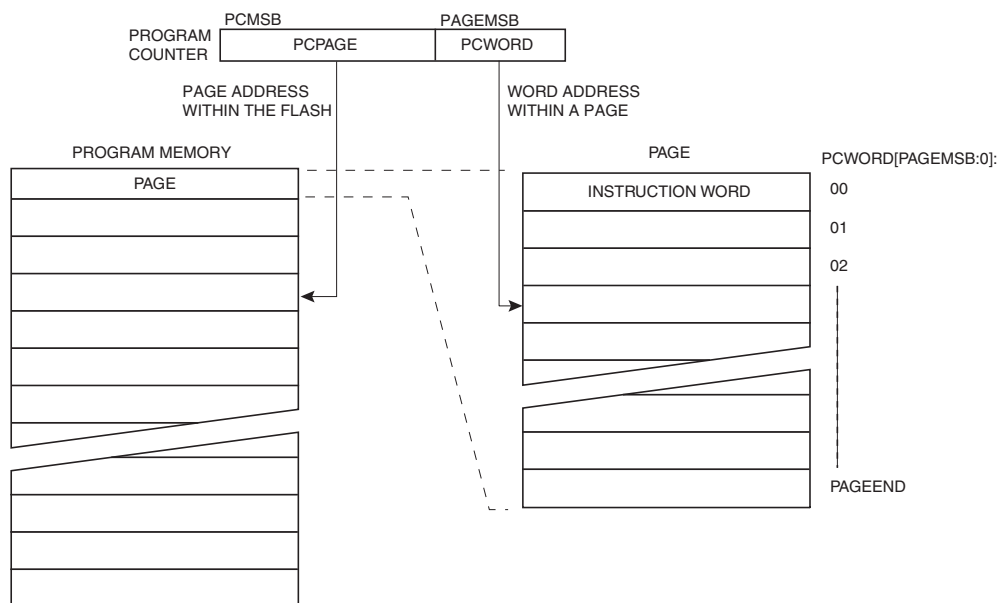 PCMSB
PAGEMSB
PROGRAM
COUNTER
PCPAGE
PCWORD
PAGE ADDRESS
WITHIN THE FLASH
WORD ADDRESS
WITHIN A PAGE
PROGRAM MEMORY
PAGE
PCWORD[PAGEMSB:0]:
PAGE
INSTRUCTION WORD
00
01
02
PAGEEND